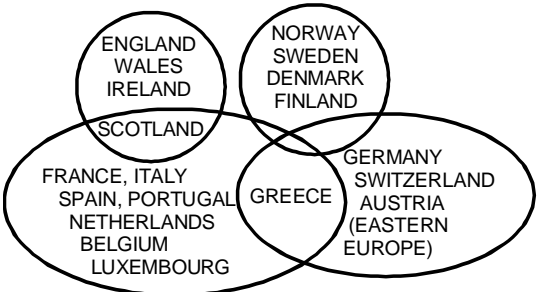 ENGLAND
WALES
IRELAND
SCOTLAND
NORWAY
SWEDEN
DENMARK
FINLAND
FRANCE, ITALY
SPAIN, PORTUGAL
NETHERLANDS
BELGIUM
LUXEMBOURG
GREECE
GERMANY
SWITZERLAND
AUSTRIA
(EASTERN
EUROPE)